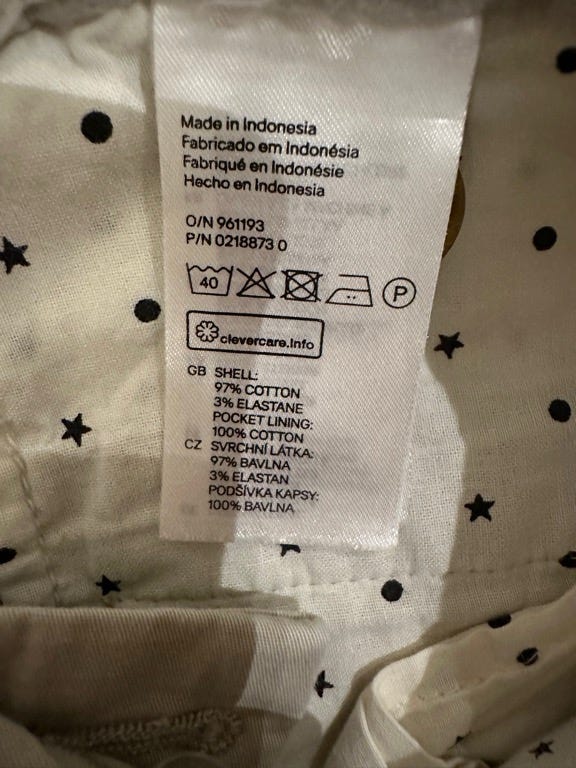 Made in Indonesia
Fabricado em Indonésia
Fabriqué en Indonésie
Hecho en Indonesia
O/N 961193
P/N 0218873 0
40 P
clevercare.info
GB SHELL:
97% COTTON
3% ELASTANE
POCKET LINING:
100% COTTON
CZ SVRCHNÍ LÁTKA:
97% BAVLNA
3% ELASTAN
PODŠÍVKA KAPSY:
100% BAVLNA